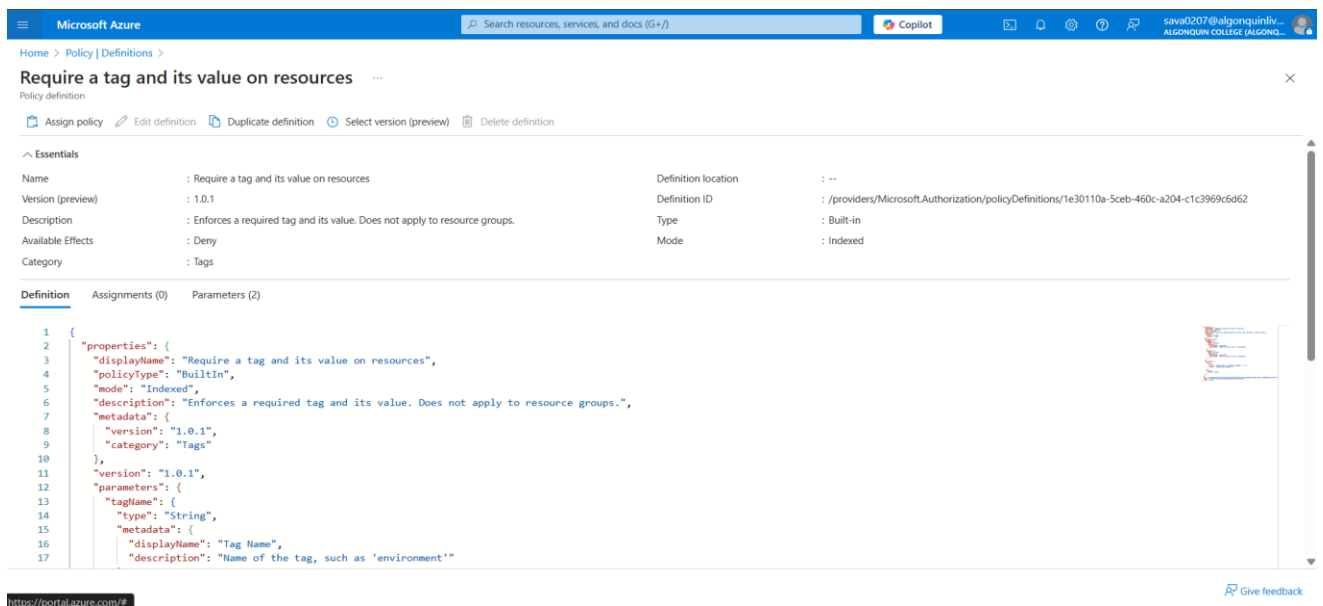 Microsoft Azure
Search resources, services, and docs (G+/)
Copilot
sava0207@algonquinliv...
ALGONQUIN COLLEGE (ALGONQ...
Home > Policy | Definitions >
Require a tag and its value on resources ...
Policy definition
Assign policy Edit definition Duplicate definition Select version (preview) Delete definition
Essentials
Name : Require a tag and its value on resources
Version (preview) : 1.0.1
Description : Enforces a required tag and its value. Does not apply to resource groups.
Available Effects : Deny
Category : Tags
Definition location : --
Definition ID : /providers/Microsoft.Authorization/policyDefinitions/1e30110a-5ceb-460c-a204-c1c3969c6d62
Type : Built-in
Mode : Indexed
Definition Assignments (0) Parameters (2)
1 {
2 "properties": {
3 "displayName": "Require a tag and its value on resources",
4 "policyType": "BuiltIn",
5 "mode": "Indexed",
6 "description": "Enforces a required tag and its value. Does not apply to resource groups.",
7 "metadata": {
8 "version": "1.0.1",
9 "category": "Tags"
10 },
11 "version": "1.0.1",
12 "parameters": {
13 "tagName": {
14 "type": "String",
15 "metadata": {
16 "displayName": "Tag Name",
17 "description": "Name of the tag, such as 'environment'"
Give feedback
https://portal.azure.com/#